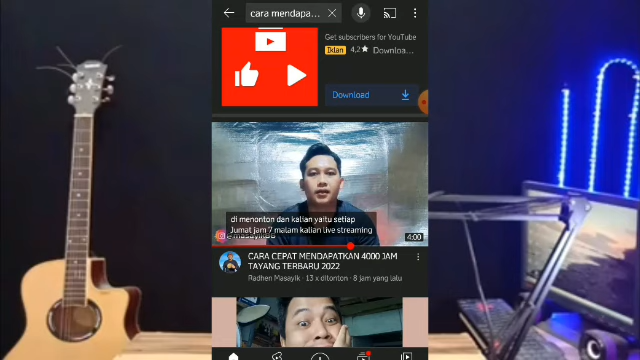 cara mendapa...
Get subscribers for YouTube
Iklan 4,2★ Downloa...
Download
di menonton dan kalian yaitu setiap
Jumat jam 7 malam kalian live streaming
4:00
CARA CEPAT MENDAPATKAN 4000 JAM
TAYANG TERBARU 2022
Radhen Masayik · 13 x ditonton · 8 jam yang lalu